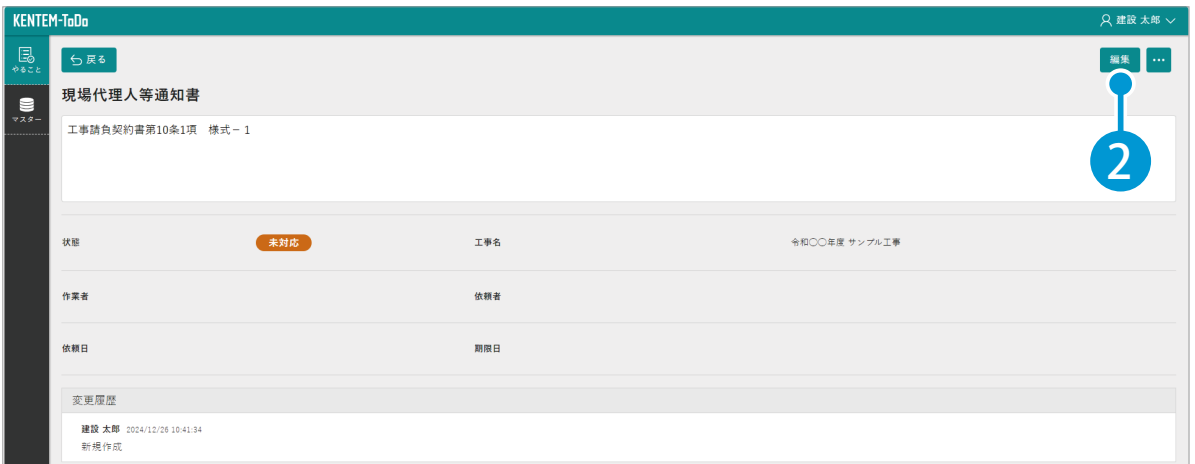 KENTEM-ToDo
建設 太郎
やること
戻る
編集
…
マスター
現場代理人等通知書
2
工事請負契約書第10条1項　様式－1
状態
未対応
工事名
令和○○年度 サンプル工事
作業者
依頼者
依頼日
期限日
変更履歴
建設 太郎 2024/12/26 10:41:34
新規作成